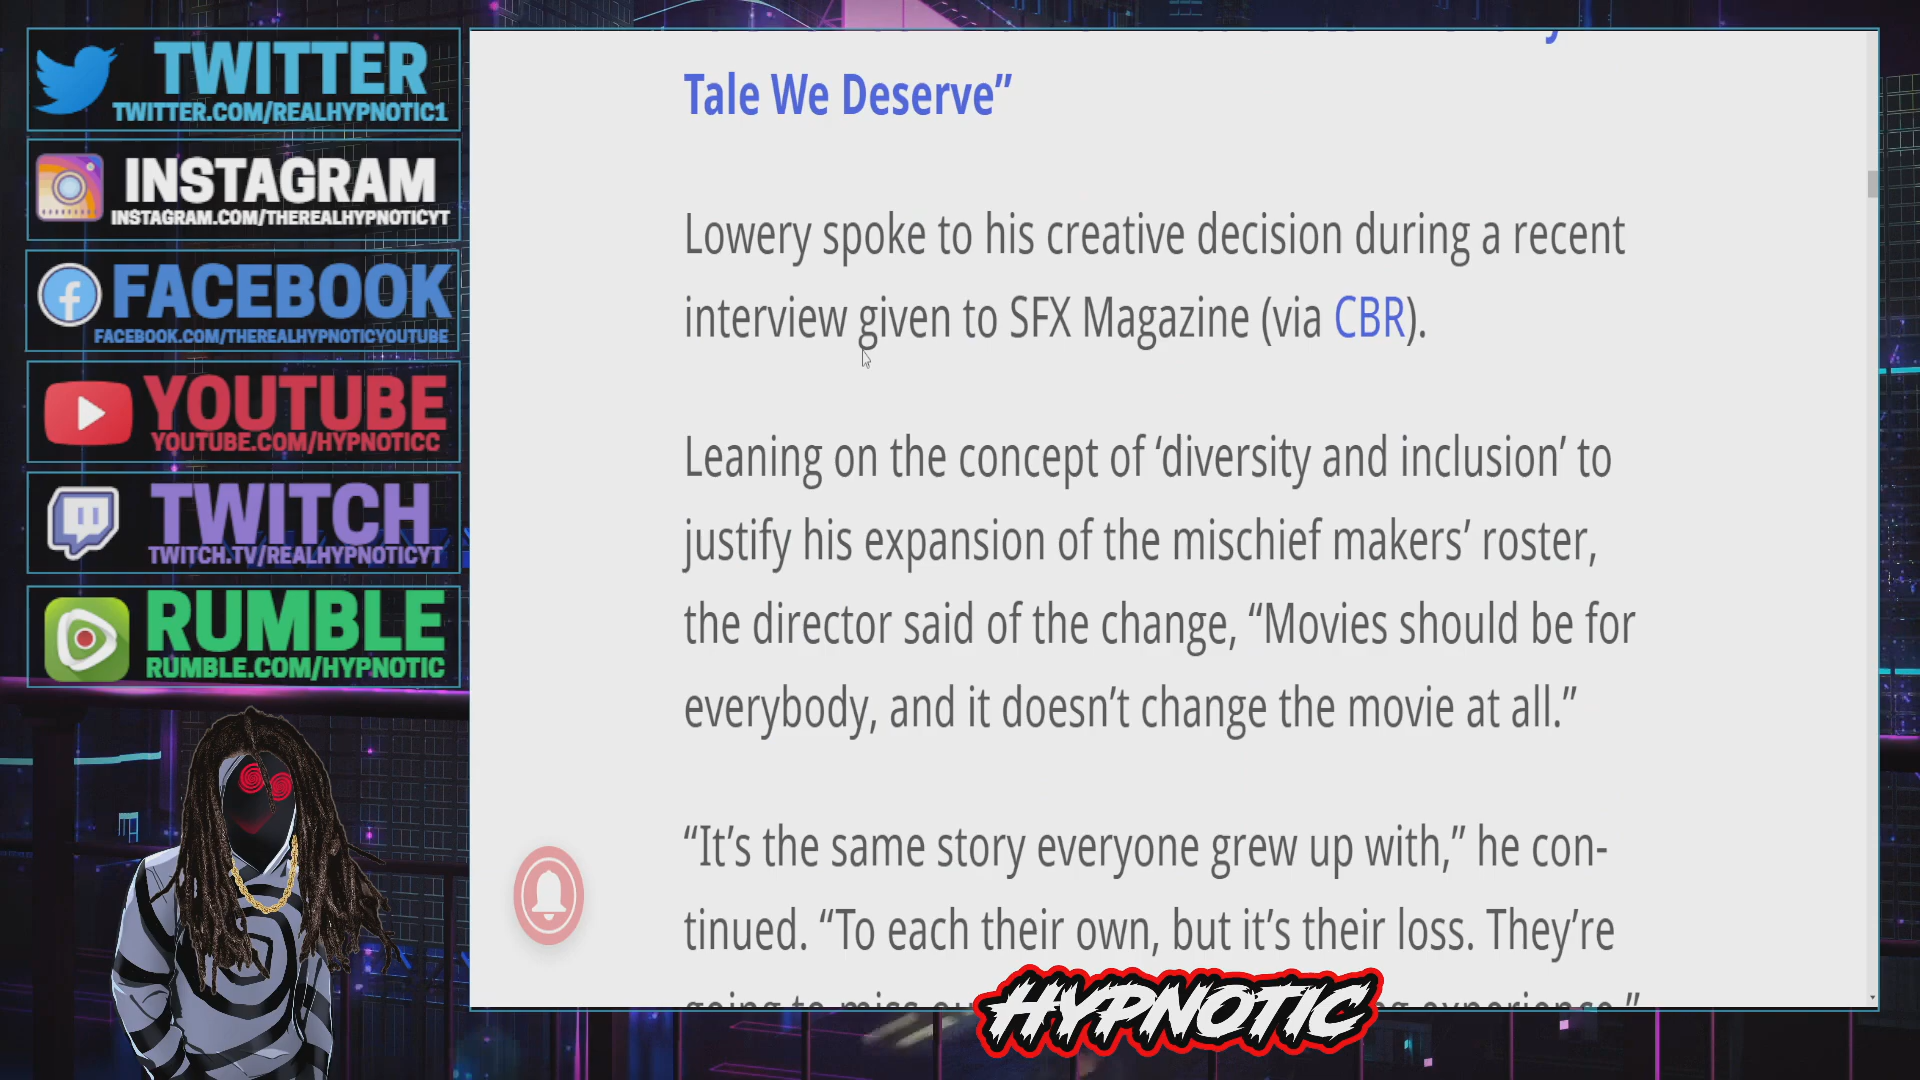 TWITTER
TWITTER.COM/REALHYPNOTIC1
INSTAGRAM
INSTAGRAM.COM/THEREALHYPNOTICYT
FACEBOOK
FACEBOOK.COM/THEREALHYPNOTICYOUTUBE
YOUTUBE
YOUTUBE.COM/HYPNOTICC
TWITCH
TWITCH.TV/REALHYPNOTICYT
RUMBLE
RUMBLE.COM/HYPNOTIC
Tale We Deserve”
Lowery spoke to his creative decision during a recent
interview given to SFX Magazine (via CBR).
Leaning on the concept of ‘diversity and inclusion’ to
justify his expansion of the mischief makers’ roster,
the director said of the change, “Movies should be for
everybody, and it doesn’t change the movie at all.”
“It’s the same story everyone grew up with,” he con-
tinued. “To each their own, but it’s their loss. They’re
going to miss experience.”
HYPNOTIC